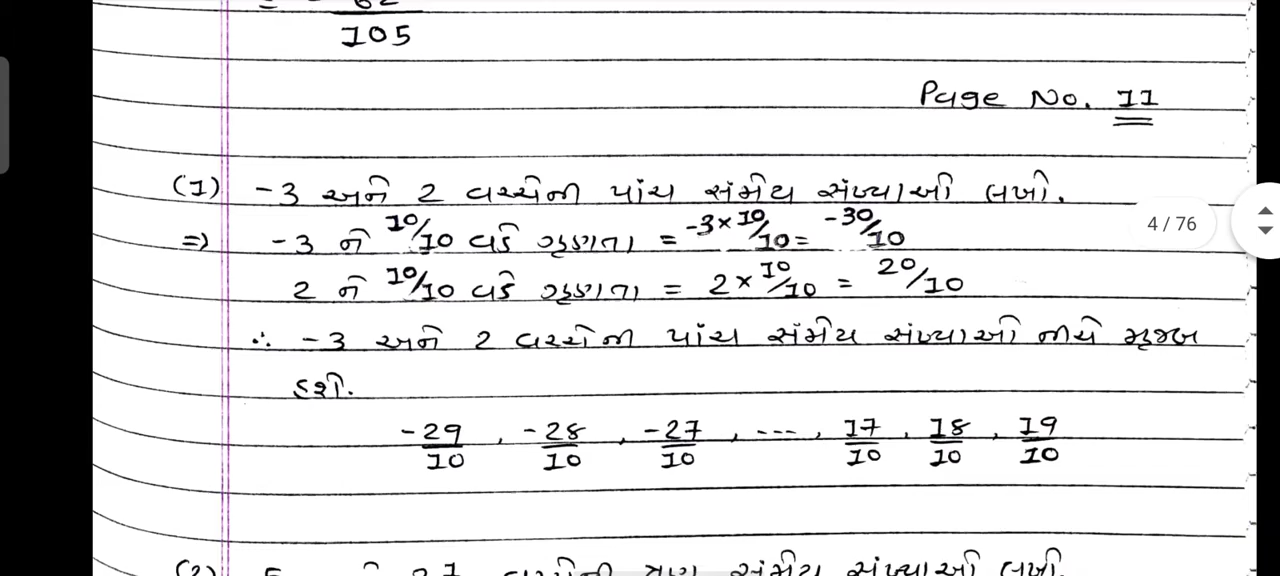 105
Page No. 11
(1) -3 અને 2 વચ્ચેની પાંચ સંમેય સંખ્યાઓ લખો.
⇒ -3 ને 10/10 વડે ગુણતા = -3 × 10/10 = -30/10
2 ને 10/10 વડે ગુણતા = 2 × 10/10 = 20/10
∴ -3 અને 2 વચ્ચેની પાંચ સંમેય સંખ્યાઓ નીચે મૂજબ
હશે.
-29/10 , -28/10 , -27/10 , ---, 17/10 , 18/10 , 19/10
4 / 76
(2)